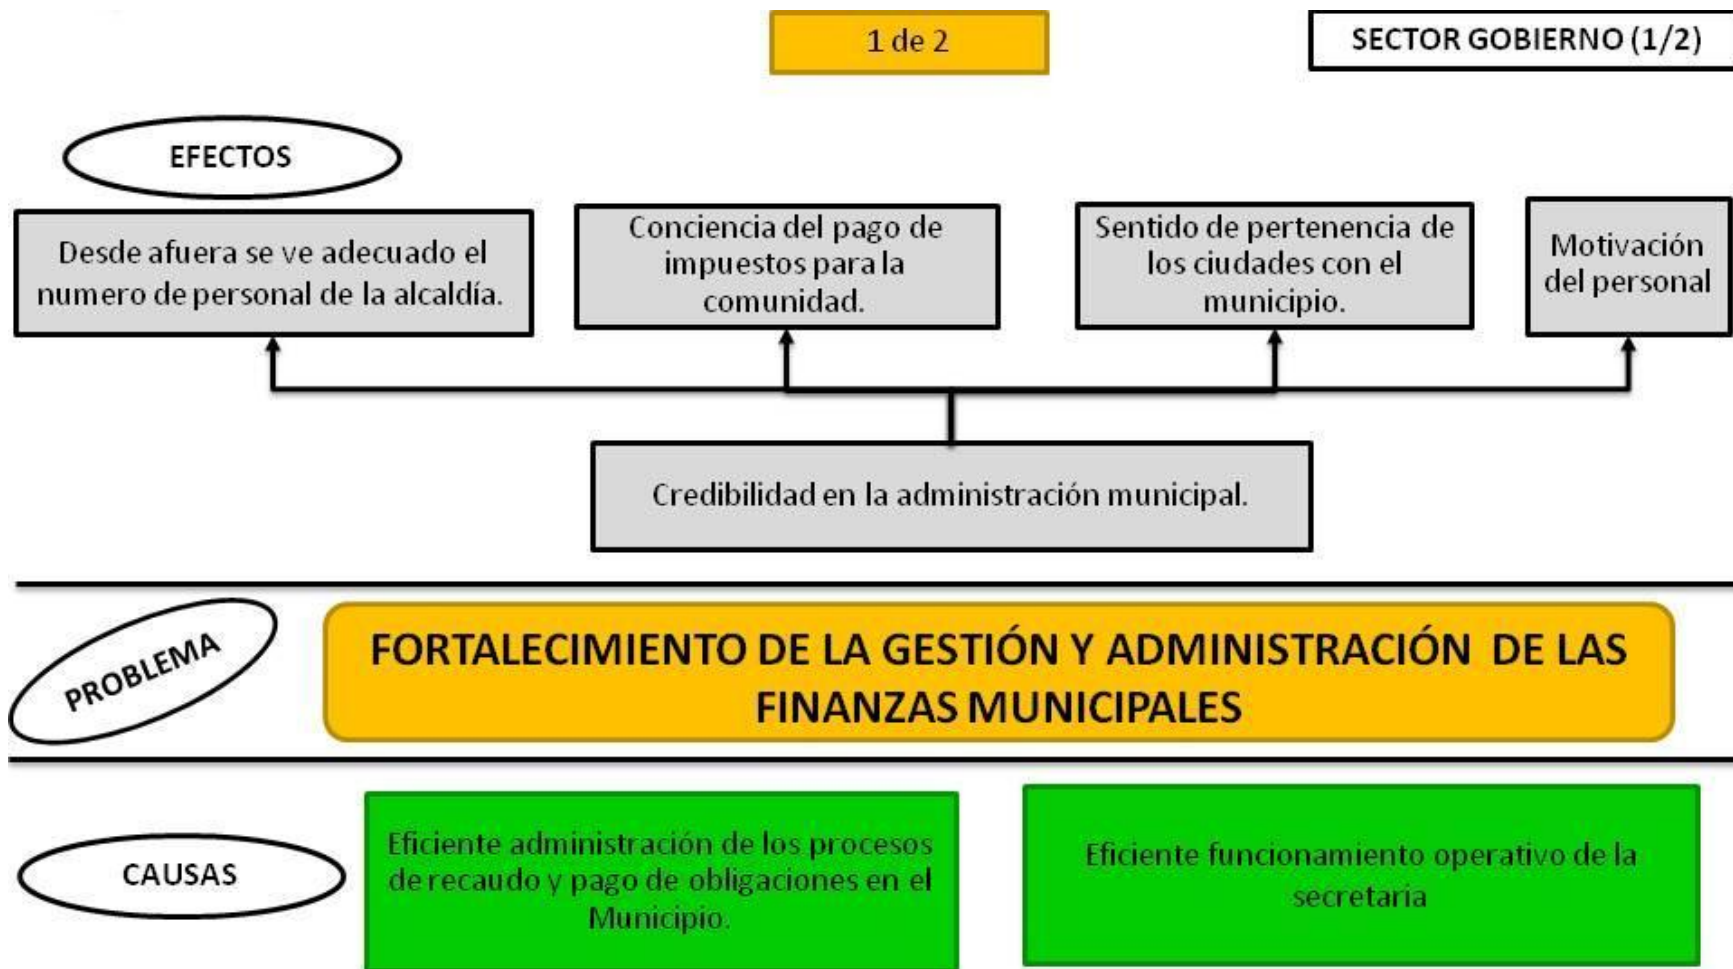 1 de 2
SECTOR GOBIERNO (1/2)
EFECTOS
Desde afuera se ve adecuado el
numero de personal de la alcaldía.
Conciencia del pago de
impuestos para la
comunidad.
Sentido de pertenencia de
los ciudades con el
municipio.
Motivación
del personal
Credibilidad en la administración municipal.
PROBLEMA
FORTALECIMIENTO DE LA GESTIÓN Y ADMINISTRACIÓN DE LAS
FINANZAS MUNICIPALES
CAUSAS
Eficiente administración de los procesos
de recaudo y pago de obligaciones en el
Municipio.
Eficiente funcionamiento operativo de la
secretaria